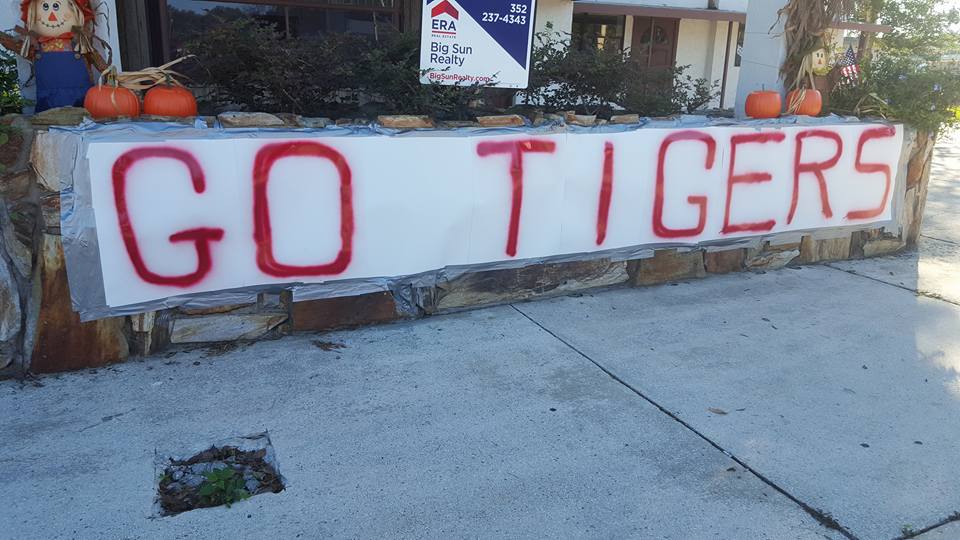 352
237-4343
ERA
REAL ESTATE
Big Sun
Realty
BigSunRealty.com
GO TIGERS